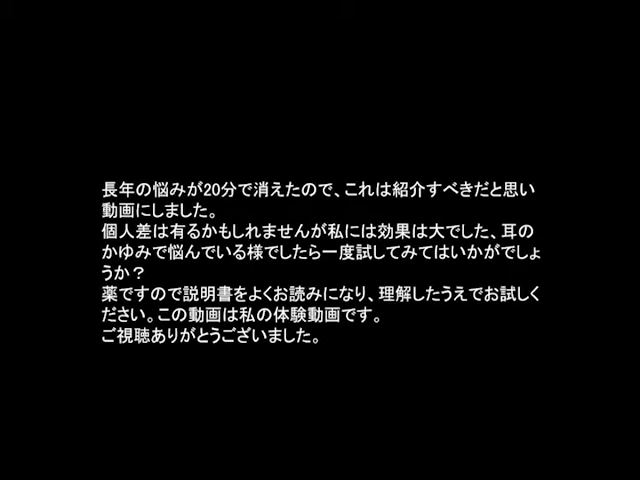 長年の悩みが20分で消えたので、これは紹介すべきだと思い
動画にしました。
個人差は有るかもしれませんが私には効果は大でした、耳の
かゆみで悩んでいる様でしたら一度試してみてはいかがでしょ
うか？
薬ですので説明書をよくお読みになり、理解したうえでお試しく
ださい。この動画は私の体験動画です。
ご視聴ありがとうございました。